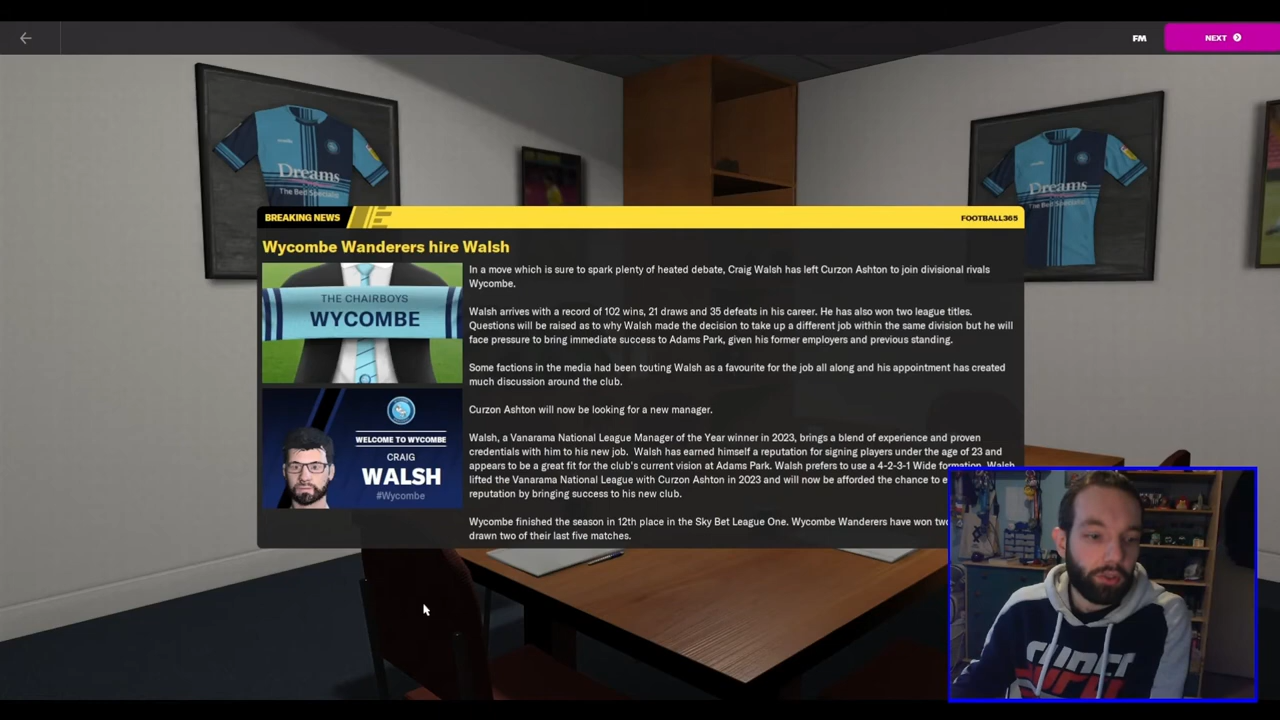 FM
NEXT
Dreams
The Bed Specialist
Dreams
The Bed Specialist
BREAKING NEWS
FOOTBALL365
Wycombe Wanderers hire Walsh
THE CHAIRBOYS
WYCOMBE
WELCOME TO WYCOMBE
CRAIG
WALSH
#Wycombe
In a move which is sure to spark plenty of heated debate, Craig Walsh has left Curzon Ashton to join divisional rivals
Wycombe.
Walsh arrives with a record of 102 wins, 21 draws and 35 defeats in his career. He has also won two league titles.
Questions will be raised as to why Walsh made the decision to take up a different job within the same division but he will
face pressure to bring immediate success to Adams Park, given his former employers and previous standing.
Some factions in the media had been touting Walsh as a favourite for the job all along and his appointment has created
much discussion around the club.
Curzon Ashton will now be looking for a new manager.
Walsh, a Vanarama National League Manager of the Year winner in 2023, brings a blend of experience and proven
credentials with him to his new job. Walsh has earned himself a reputation for signing players under the age of 23 and
appears to be a great fit for the club's current vision at Adams Park. Walsh prefers to use a 4-2-3-1 Wide formation. Walsh
lifted the Vanarama National League with Curzon Ashton in 2023 and will now be afforded the chance to
reputation by bringing success to his new club.
Wycombe finished the season in 12th place in the Sky Bet League One. Wycombe Wanderers have won two
drawn two of their last five matches.